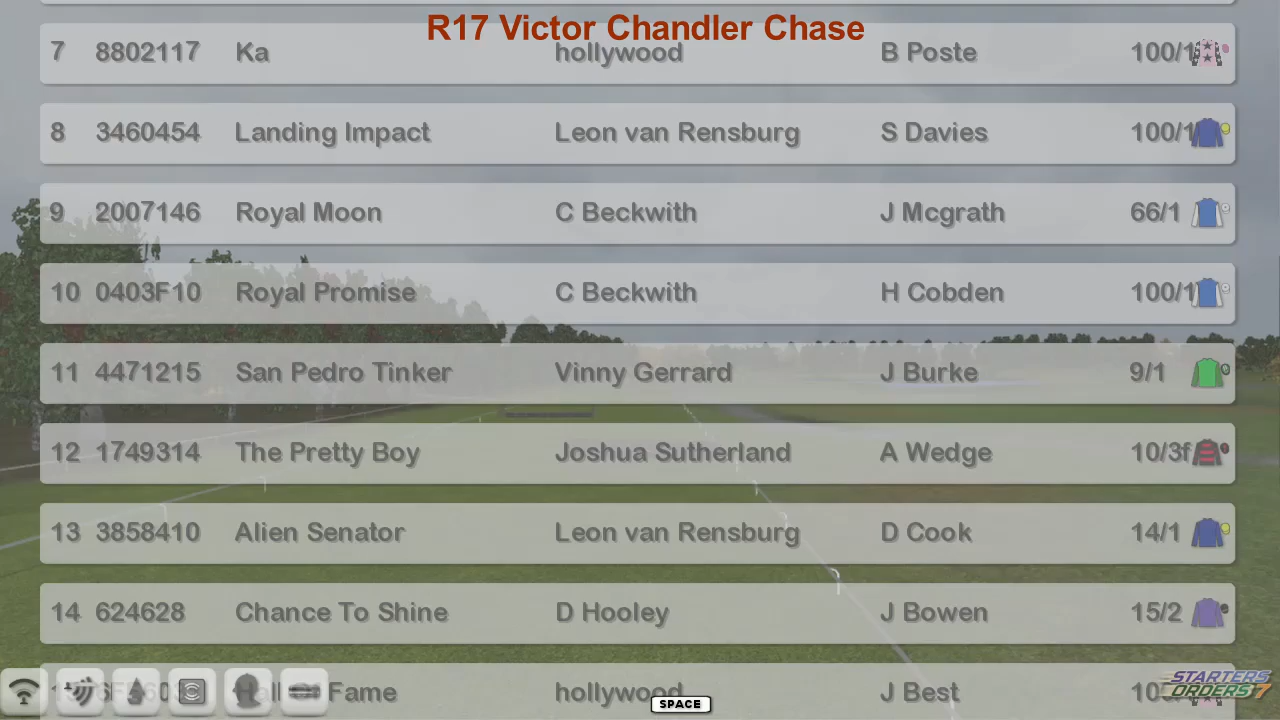 R17 Victor Chandler Chase
7 8802117 Ka hollywood B Poste 100/1
8 3460454 Landing Impact Leon van Rensburg S Davies 100/1
9 2007146 Royal Moon C Beckwith J Mcgrath 66/1
10 0403F10 Royal Promise C Beckwith H Cobden 100/1
11 4471215 San Pedro Tinker Vinny Gerrard J Burke 9/1
12 1749314 The Pretty Boy Joshua Sutherland A Wedge 10/3f
13 3858410 Alien Senator Leon van Rensburg D Cook 14/1
14 624628 Chance To Shine D Hooley J Bowen 15/2
Hall of Fame hollywood J Best
SPACE
STARTERS ORDERS 7